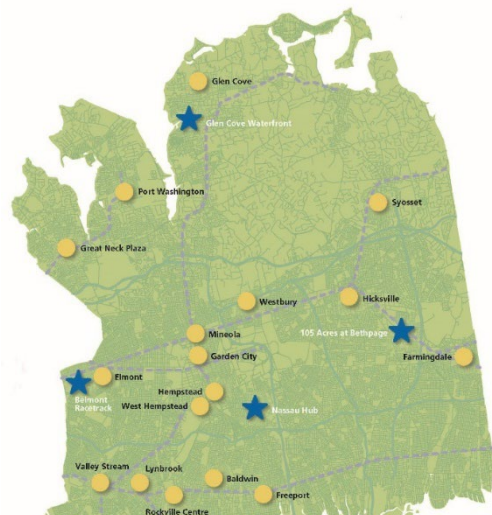 Glen Cove
Glen Cove Waterfront
Port Washington
Syosset
Great Neck Plaza
Westbury
Hicksville
105 Acres at Bethpage
Mineola
Garden City
Farmingdale
Elmont
Belmont
Racetrack
Hempstead
West Hempstead
Nassau Hub
Valley Stream
Lynbrook
Baldwin
Rockville Centre
Freeport